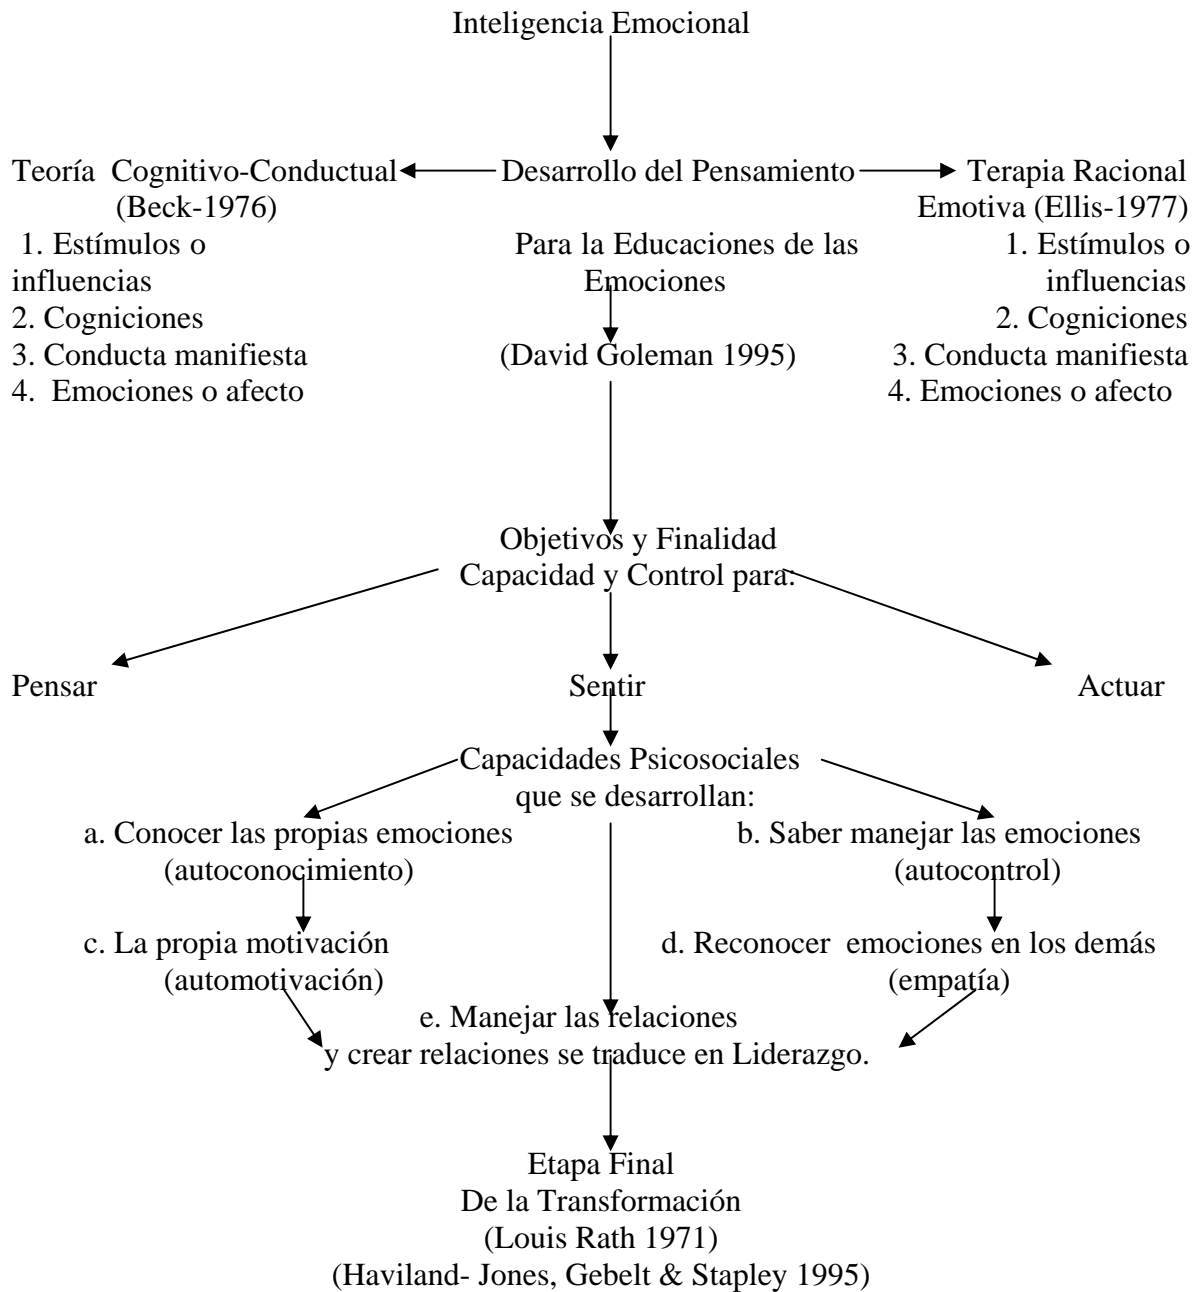 Inteligencia Emocional
Teoría Cognitivo-Conductual
(Beck-1976)
1. Estímulos o
influencias
2. Cogniciones
3. Conducta manifiesta
4. Emociones o afecto
Desarrollo del Pensamiento
Para la Educaciones de las
Emociones
(David Goleman 1995)
Terapia Racional
Emotiva (Ellis-1977)
1. Estímulos o
influencias
2. Cogniciones
3. Conducta manifiesta
4. Emociones o afecto
Objetivos y Finalidad
Capacidad y Control para:
Pensar
Sentir
Actuar
Capacidades Psicosociales
que se desarrollan:
a. Conocer las propias emociones
(autoconocimiento)
b. Saber manejar las emociones
(autocontrol)
c. La propia motivación
(automotivación)
d. Reconocer emociones en los demás
(empatía)
e. Manejar las relaciones
y crear relaciones se traduce en Liderazgo.
Etapa Final
De la Transformación
(Louis Rath 1971)
(Haviland- Jones, Gebelt & Stapley 1995)